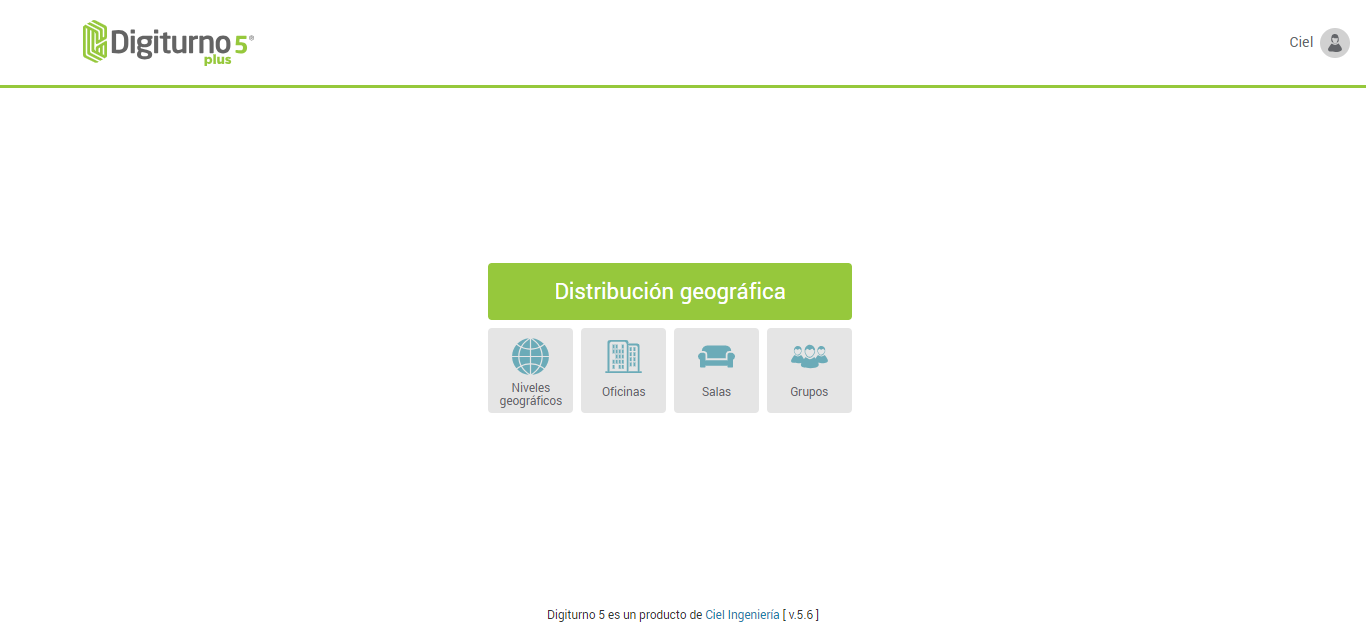 Digiturno 5®
plus
Ciel
Distribución geográfica
Niveles
geográficos
Oficinas
Salas
Grupos
Digiturno 5 es un producto de Ciel Ingeniería [ v.5.6 ]